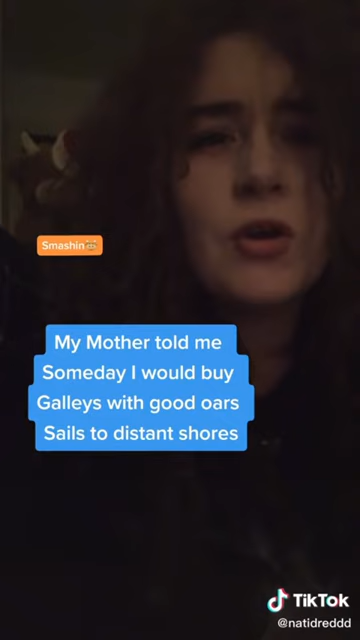 Smashin
My Mother told me
Someday I would buy
Galleys with good oars
Sails to distant shores
TikTok
@natidreddd